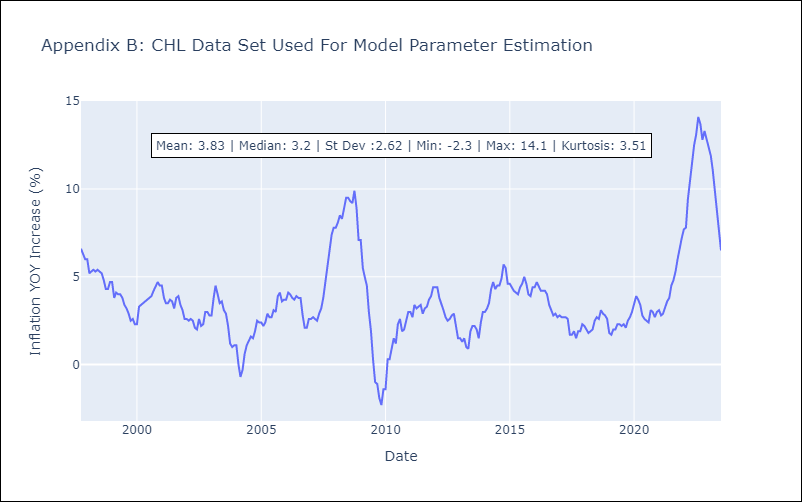 Appendix B: CHL Data Set Used For Model Parameter Estimation
15
Mean: 3.83 | Median: 3.2 | St Dev :2.62 | Min: -2.3 | Max: 14.1 | Kurtosis: 3.51
10
5
0
Inflation YOY Increase (%)
2000
2005
2010
2015
2020
Date